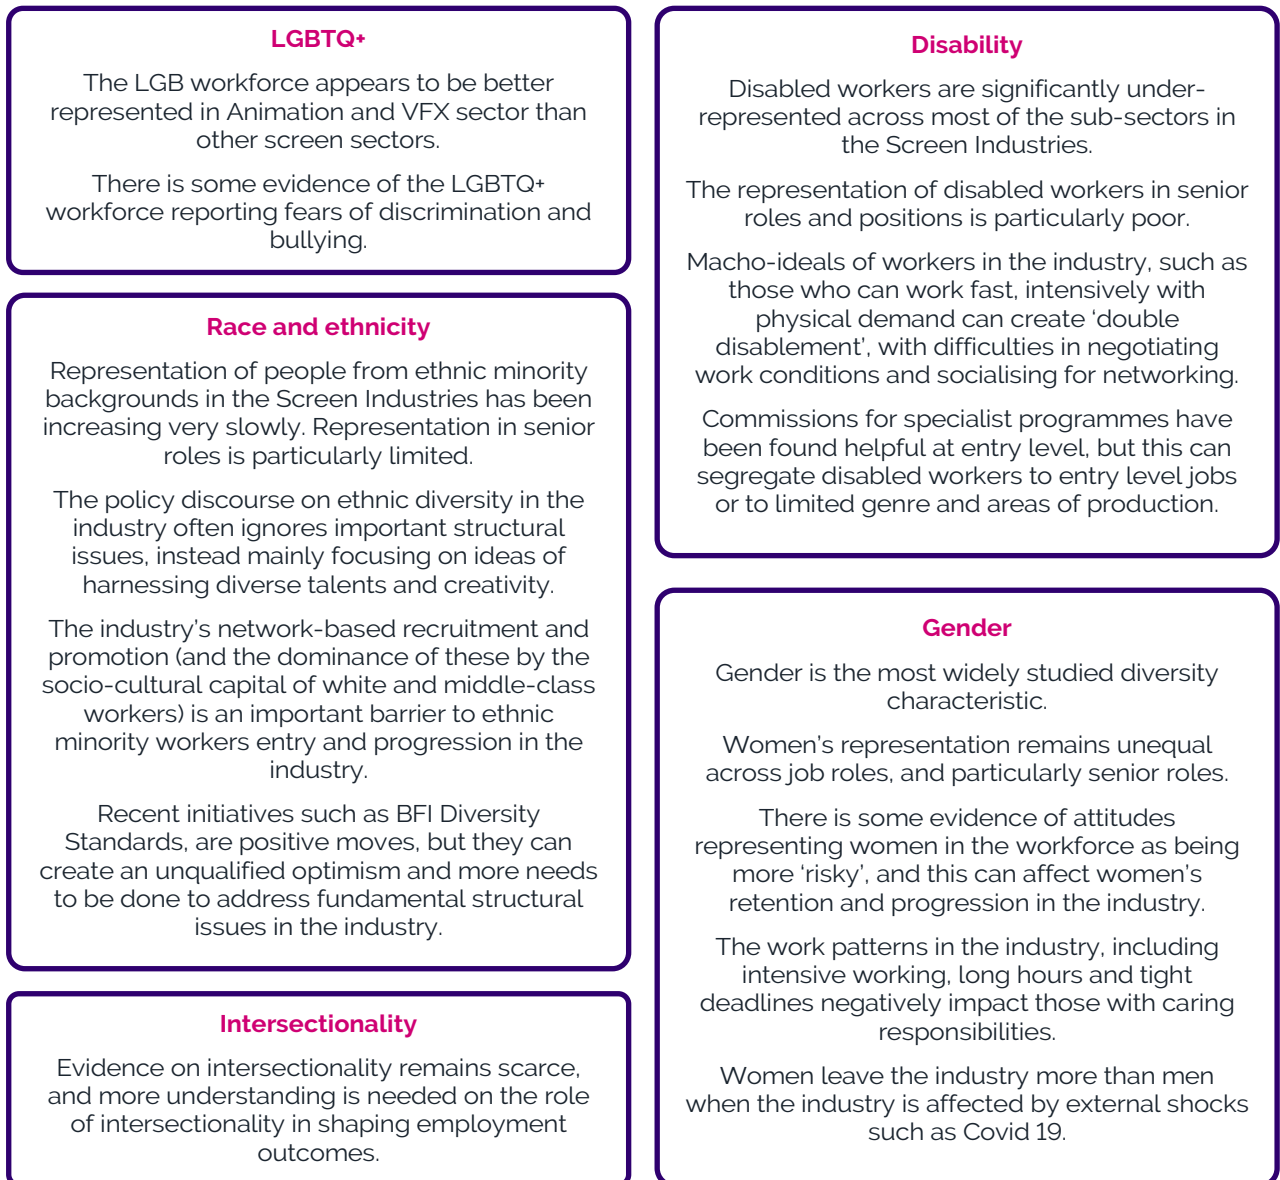 LGBTQ+
The LGB workforce appears to be better
represented in Animation and VFX sector than
other screen sectors.
There is some evidence of the LGBTQ+
workforce reporting fears of discrimination and
bullying.
Race and ethnicity
Representation of people from ethnic minority
backgrounds in the Screen Industries has been
increasing very slowly. Representation in senior
roles is particularly limited.
The policy discourse on ethnic diversity in the
industry often ignores important structural
issues, instead mainly focusing on ideas of
harnessing diverse talents and creativity.
The industry's network-based recruitment and
promotion (and the dominance of these by the
socio-cultural capital of white and middle-class
workers) is an important barrier to ethnic
minority workers entry and progression in the
industry.
Recent initiatives such as BFI Diversity
Standards, are positive moves, but they can
create an unqualified optimism and more needs
to be done to address fundamental structural
issues in the industry.
Intersectionality
Evidence on intersectionality remains scarce,
and more understanding is needed on the role
of intersectionality in shaping employment
outcomes.
Disability
Disabled workers are significantly under-
represented across most of the sub-sectors in
the Screen Industries.
The representation of disabled workers in senior
roles and positions is particularly poor.
Macho-ideals of workers in the industry, such as
those who can work fast, intensively with
physical demand can create 'double
disablement', with difficulties in negotiating
work conditions and socialising for networking.
Commissions for specialist programmes have
been found helpful at entry level, but this can
segregate disabled workers to entry level jobs
or to limited genre and areas of production.
Gender
Gender is the most widely studied diversity
characteristic.
Women's representation remains unequal
across job roles, and particularly senior roles.
There is some evidence of attitudes
representing women in the workforce as being
more 'risky', and this can affect women's
retention and progression in the industry.
The work patterns in the industry, including
intensive working, long hours and tight
deadlines negatively impact those with caring
responsibilities.
Women leave the industry more than men
when the industry is affected by external shocks
such as Covid 19.